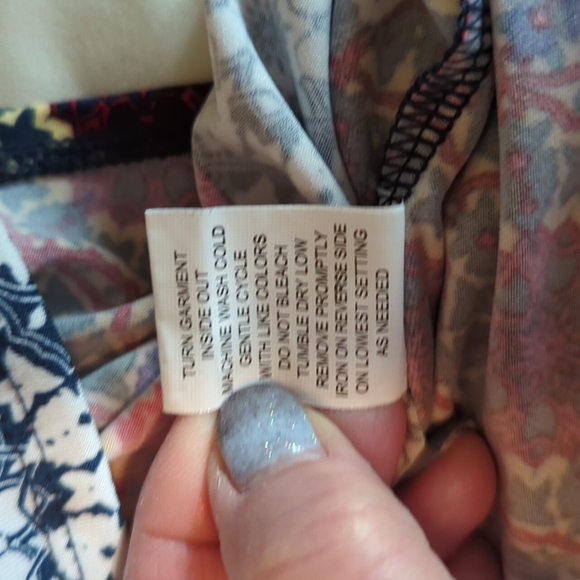 TURN GARMENT
INSIDE OUT
MACHINE WASH COLD
GENTLE CYCLE
WITH LIKE COLORS
DO NOT BLEACH
TUMBLE DRY LOW
REMOVE PROMPTLY
IRON ON REVERSE SIDE
ON LOWEST SETTING
AS NEEDED